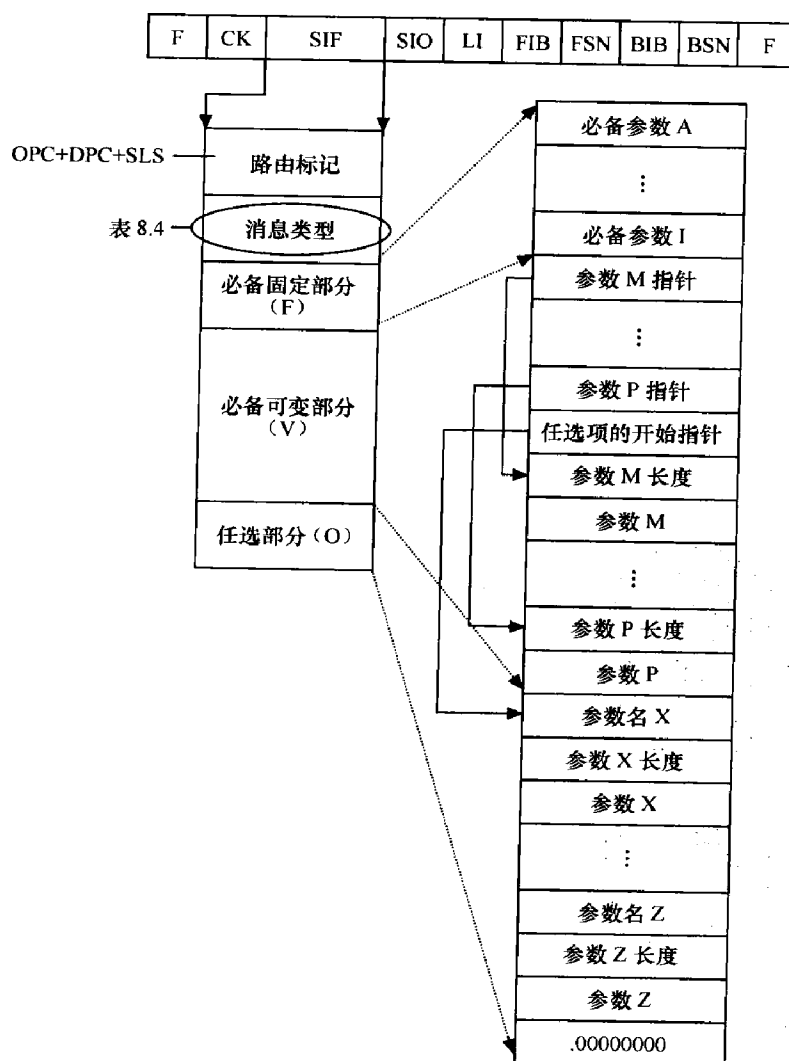 F CK SIF SIO LI FIB FSN BIB BSN F
OPC+DPC+SLS
路由标记
表 8.4
消息类型
必备固定部分
（F）
必备可变部分
（V）
任选部分（O）
必备参数 A
⋮
必备参数 I
参数 M 指针
⋮
参数 P 指针
任选项的开始指针
参数 M 长度
参数 M
⋮
参数 P 长度
参数 P
参数名 X
参数 X 长度
参数 X
⋮
参数名 Z
参数 Z 长度
参数 Z
.00000000